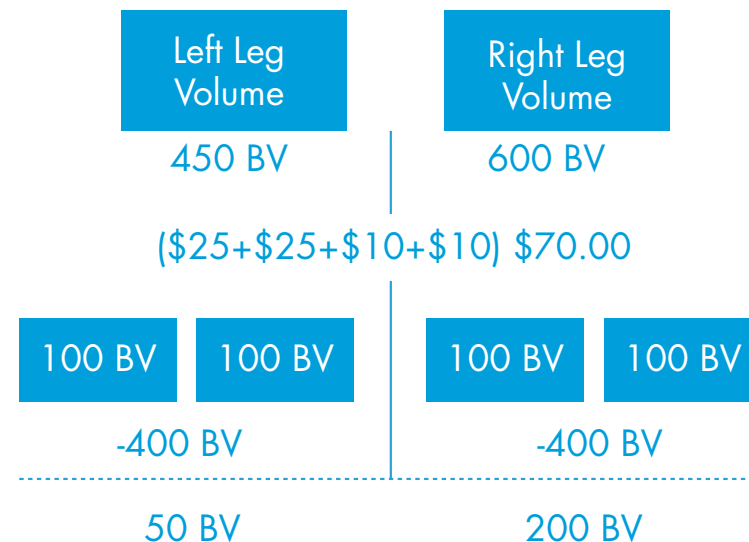 Left Leg
Volume
Right Leg
Volume
450 BV
600 BV
($25+$25+$10+$10) $70.00
100 BV
100 BV
100 BV
100 BV
-400 BV
-400 BV
50 BV
200 BV